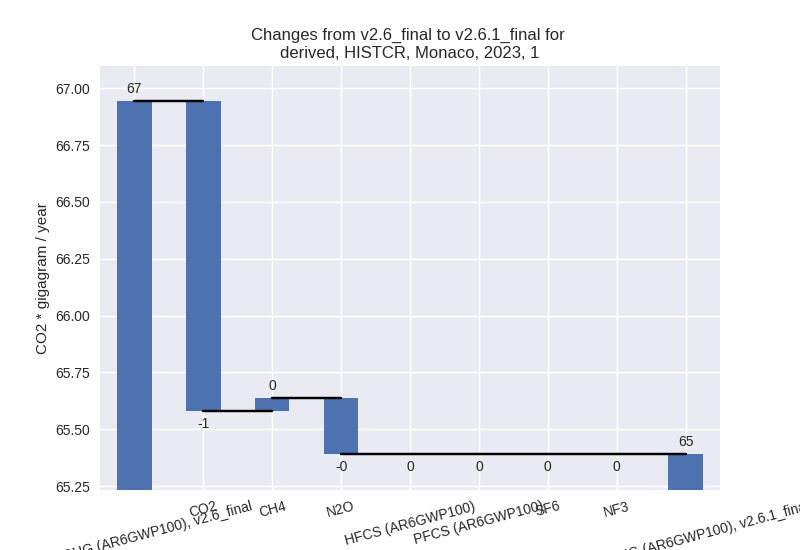 Changes from v2.6_final to v2.6.1_final for
derived, HISTCR, Monaco, 2023, 1
CO2 * gigagram / year
67.00
66.75
66.50
66.25
66.00
65.75
65.50
65.25
67
-1
0
-0
0
0
0
0
65
(AR6GWP100), v2.6_final
CO2
CH4
N2O
HFCS (AR6GWP100)
PFCS (AR6GWP100)
SF6
NF3
(AR6GWP100), v2.6.1_final